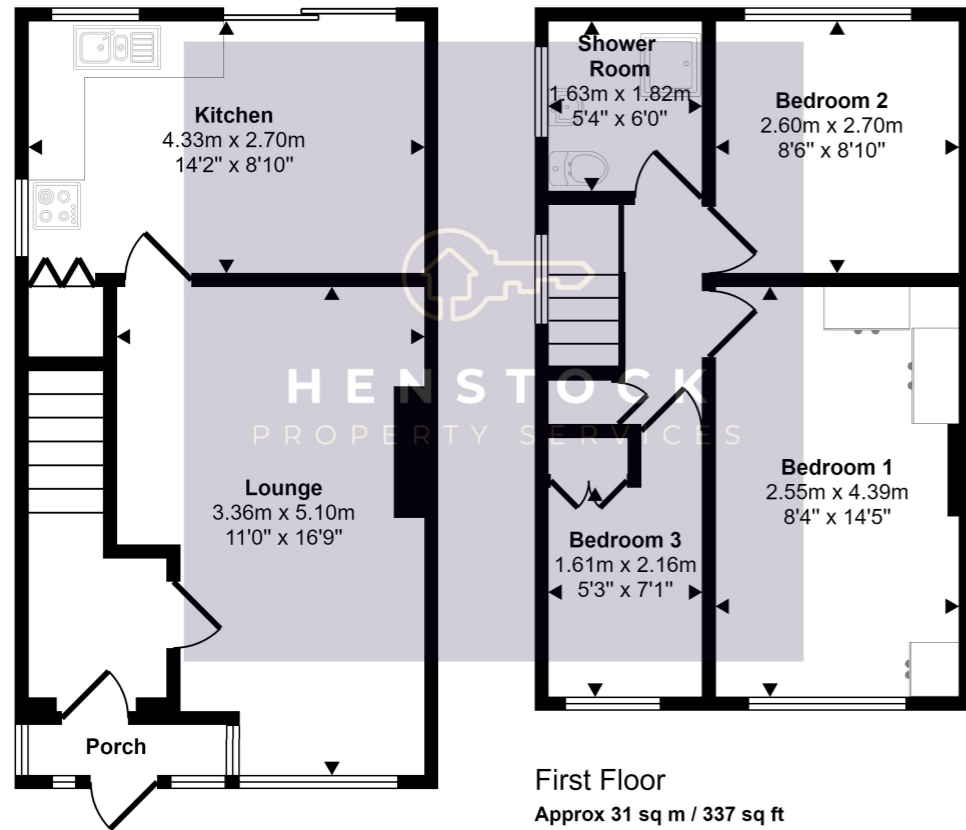 Kitchen
4.33m x 2.70m
14'2" x 8'10"
Shower
Room
1.63m x 1.82m
5'4" x 6'0"
Bedroom 2
2.60m x 2.70m
8'6" x 8'10"
HENSTOCK
PROPERTY SERVICES
Lounge
3.36m x 5.10m
11'0" x 16'9"
Bedroom 1
2.55m x 4.39m
8'4" x 14'5"
Bedroom 3
1.61m x 2.16m
5'3" x 7'1"
Porch
First Floor
Approx 31 sq m / 337 sq ft